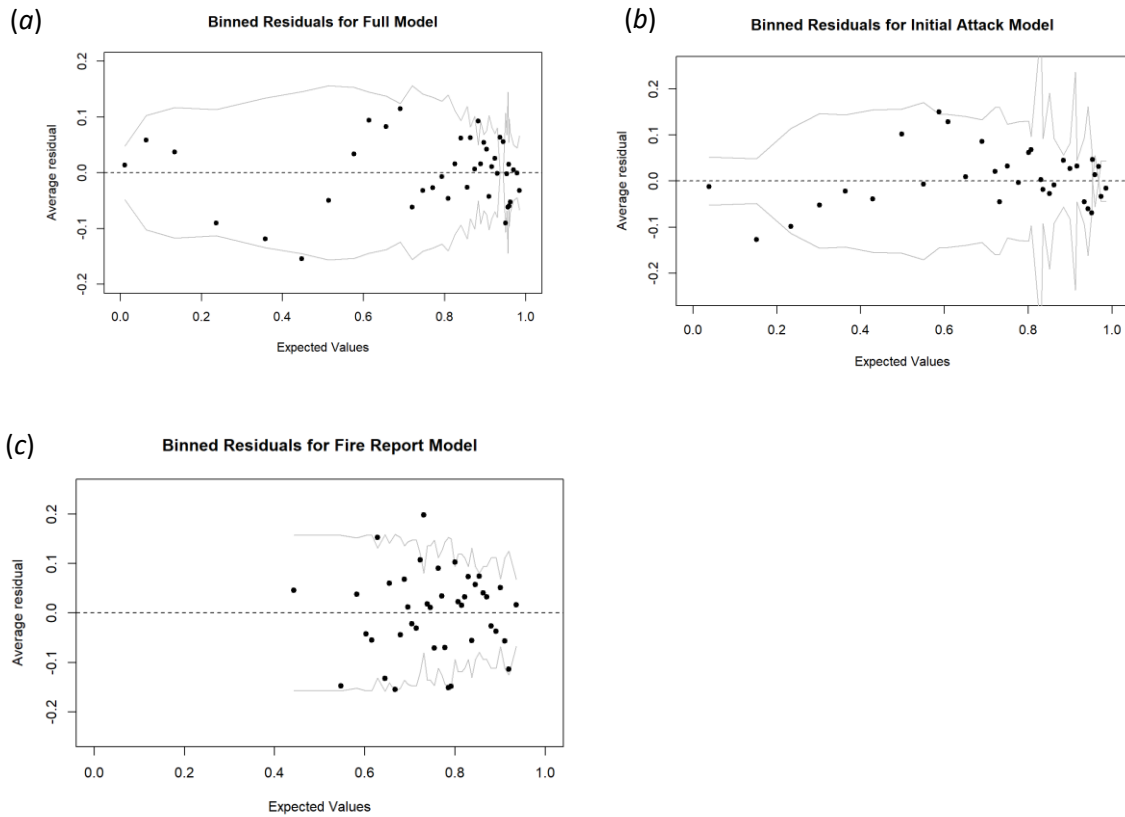 (a)
Binned Residuals for Full Model
Average residual
0.2
0.1
0.0
-0.1
-0.2
0.0 0.2 0.4 0.6 0.8 1.0
Expected Values
(b)
Binned Residuals for Initial Attack Model
Average residual
0.2
0.1
0.0
-0.1
-0.2
0.0 0.2 0.4 0.6 0.8 1.0
Expected Values
(c)
Binned Residuals for Fire Report Model
Average residual
0.2
0.1
0.0
-0.1
-0.2
0.0 0.2 0.4 0.6 0.8 1.0
Expected Values